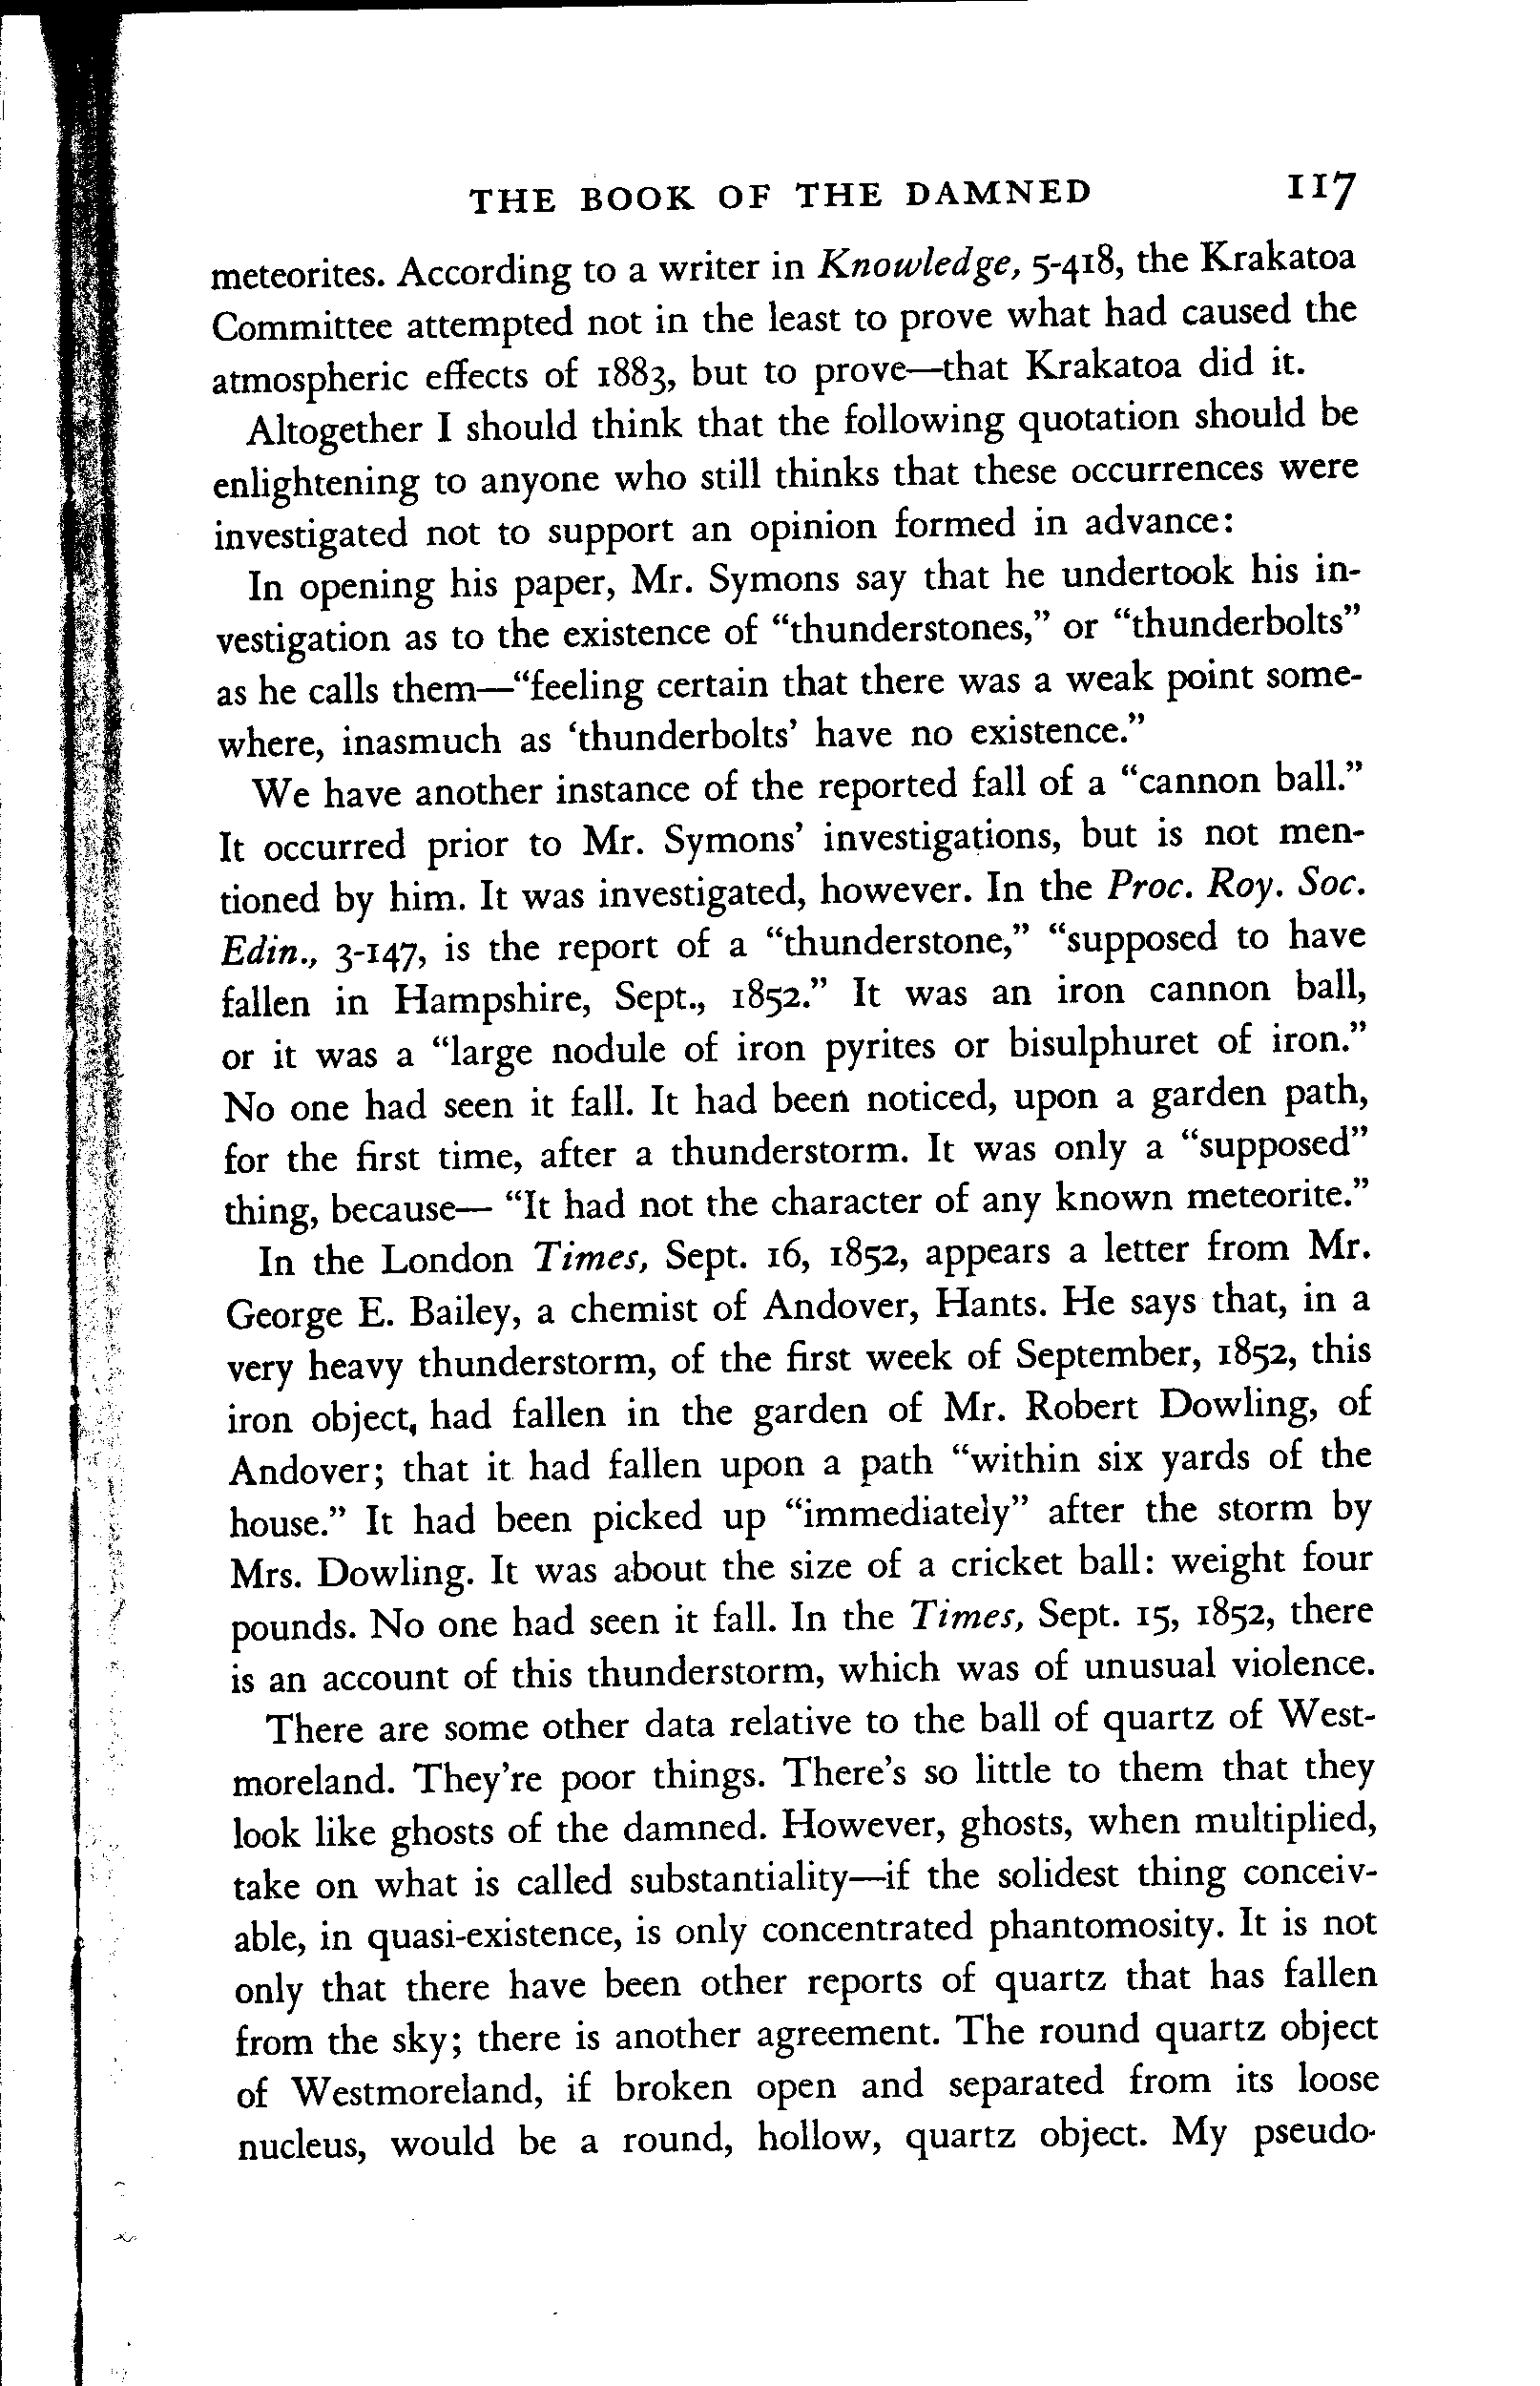 THE BOOK OF THE DAMNED 117
meteorites. According to a writer in Knowledge, 5-418, the Krakatoa
Committee attempted not in the least to prove what had caused the
atmospheric effects of 1883, but to prove—that Krakatoa did it.
Altogether I should think that the following quotation should be
enlightening to anyone who still thinks that these occurrences were
investigated not to support an opinion formed in advance:
In opening his paper, Mr. Symons say that he undertook his in-
vestigation as to the existence of “thunderstones,” or “thunderbolts”
as he calls them—“feeling certain that there was a weak point some-
where, inasmuch as ‘thunderbolts’ have no existence.”
We have another instance of the reported fall of a “cannon ball.”
It occurred prior to Mr. Symons’ investigations, but is not men-
tioned by him. It was investigated, however. In the Proc. Roy. Soc.
Edin., 3-147, is the report of a “thunderstone,” “supposed to have
fallen in Hampshire, Sept., 1852.” It was an iron cannon ball,
or it was a “large nodule of iron pyrites or bisulphuret of iron.”
No one had seen it fall. It had been noticed, upon a garden path,
for the first time, after a thunderstorm. It was only a “supposed”
thing, because— “It had not the character of any known meteorite.”
In the London Times, Sept. 16, 1852, appears a letter from Mr.
George E. Bailey, a chemist of Andover, Hants. He says that, in a
very heavy thunderstorm, of the first week of September, 1852, this
iron object, had fallen in the garden of Mr. Robert Dowling, of
Andover; that it had fallen upon a path “within six yards of the
house.” It had been picked up “immediately” after the storm by
Mrs. Dowling. It was about the size of a cricket ball: weight four
pounds. No one had seen it fall. In the Times, Sept. 15, 1852, there
is an account of this thunderstorm, which was of unusual violence.
There are some other data relative to the ball of quartz of West-
moreland. They’re poor things. There’s so little to them that they
look like ghosts of the damned. However, ghosts, when multiplied,
take on what is called substantiality—if the solidest thing conceiv-
able, in quasi-existence, is only concentrated phantomosity. It is not
only that there have been other reports of quartz that has fallen
from the sky; there is another agreement. The round quartz object
of Westmoreland, if broken open and separated from its loose
nucleus, would be a round, hollow, quartz object. My pseudo-